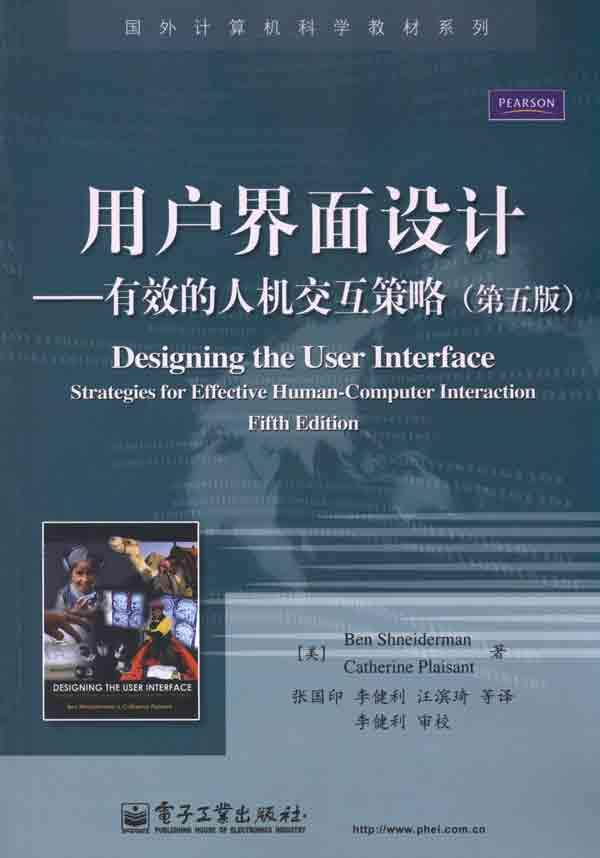 国外计算机科学教材系列
PEARSON
用户界面设计
——有效的人机交互策略（第五版）
Designing the User Interface
Strategies for Effective Human-Computer Interaction
Fifth Edition
DESIGNING THE USER INTERFACE
Ben Shneiderman & Catherine Plaisant
[美]
Ben Shneiderman
Catherine Plaisant
著
张国印 李健利 汪滨琦 等译
李健利 审校
電子工業出版社.
PUBLISHING HOUSE OF ELECTRONICS INDUSTRY
http://www.phei.com.cn